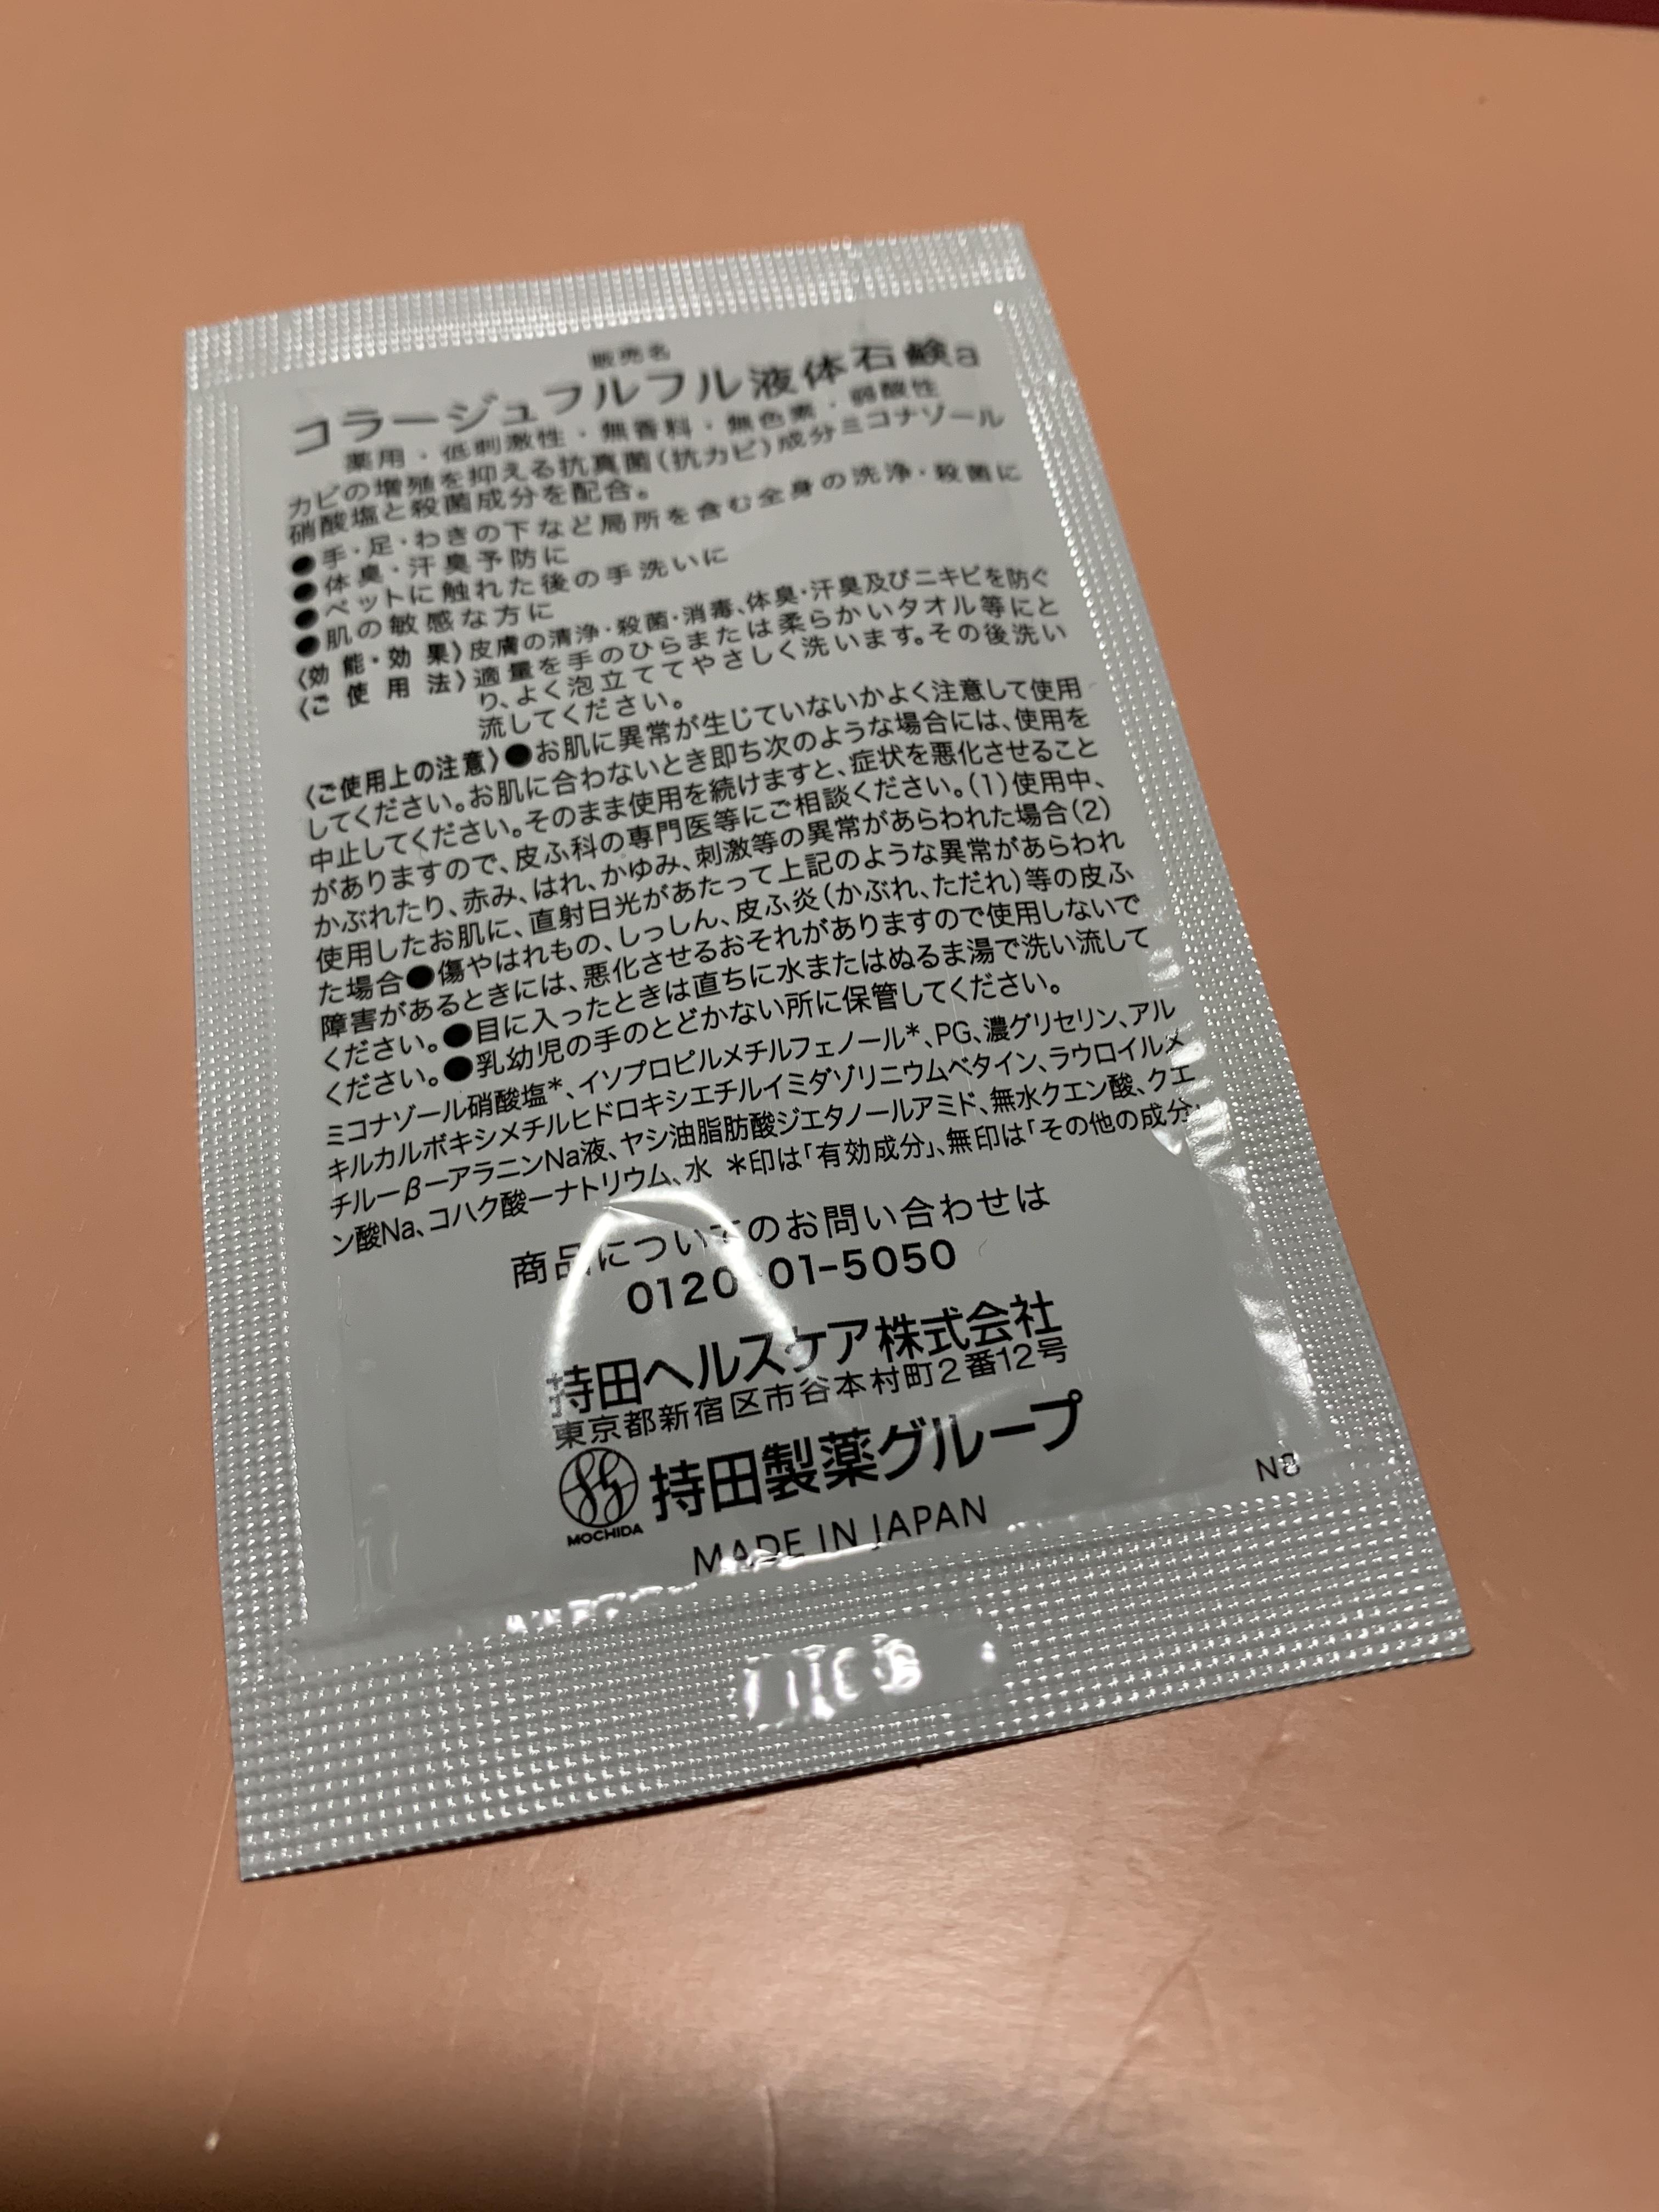 販売名
コラージュフルフル液体石鹸a
薬用・低刺激性・無香料・無色素・弱酸性
カビの増殖を抑える抗真菌(抗カビ)成分ミコナゾール
硝酸塩と殺菌成分を配合。
●手・足・わきの下など局所を含む全身の洗浄・殺菌に
●体臭・汗臭予防に
●ペットに触れた後の手洗いに
●肌の敏感な方に
〈効能・効果〉皮膚の清浄・殺菌・消毒、体臭・汗臭及びニキビを防ぐ
〈ご使用法〉適量を手のひらまたは柔らかいタオル等にと
り、よく泡立ててやさしく洗います。その後洗い
流してください。
〈ご使用上の注意〉●お肌に異常が生じていないかよく注意して使用
してください。お肌に合わないとき即ち次のような場合には、使用を
中止してください。そのまま使用を続けますと、症状を悪化させること
がありますので、皮ふ科の専門医等にご相談ください。(1)使用中、
かぶれたり、赤み、はれ、かゆみ、刺激等の異常があらわれた場合(2)
使用したお肌に、直射日光があたって上記のような異常があらわれ
た場合●傷やはれもの、しっしん、皮ふ炎(かぶれ、ただれ)等の皮ふ
障害があるときには、悪化させるおそれがありますので使用しないで
ください。●目に入ったときは直ちに水またはぬるま湯で洗い流して
ください。●乳幼児の手のとどかない所に保管してください。
ミコナゾール硝酸塩*、イソプロピルメチルフェノール*、PG、濃グリセリン、アル
キルカルボキシメチルヒドロキシエチルイミダゾリニウムベタイン、ラウロイルメ
チルーβーアラニンNa液、ヤシ油脂肪酸ジエタノールアミド、無水クエン酸、クエ
ン酸Na、コハク酸一ナトリウム、水 *印は「有効成分」、無印は「その他の成分」
商品についてのお問い合わせは
0120 01-5050
持田ヘルスケア株式会社
東京都新宿区市谷本村町2番12号
MOCHIDA 持田製薬グループ
N8
MADE IN JAPAN